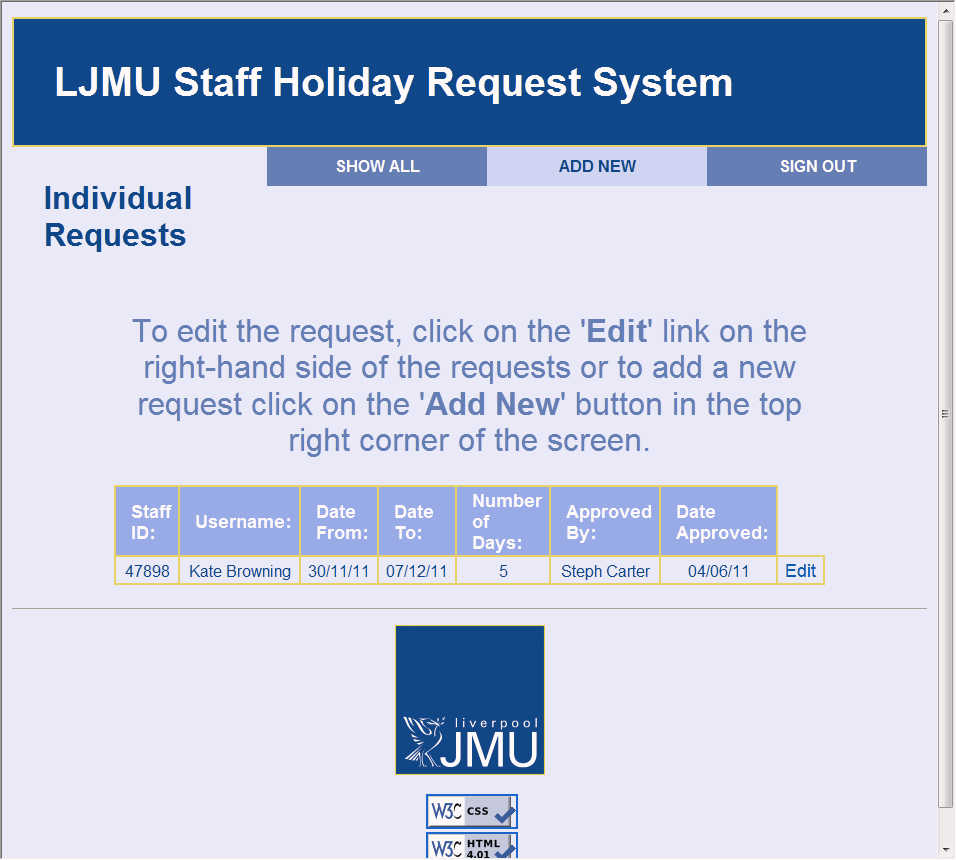 LJMU Staff Holiday Request System
SHOW ALL ADD NEW SIGN OUT
Individual
Requests
To edit the request, click on the 'Edit' link on the
right-hand side of the requests or to add a new
request click on the 'Add New' button in the top
right corner of the screen.
Staff ID: Username: Date From: Date To: Number of Days: Approved By: Date Approved:
47898 Kate Browning 30/11/11 07/12/11 5 Steph Carter 04/06/11 Edit
liverpool
JMU
W3C CSS
W3C HTML
4.01